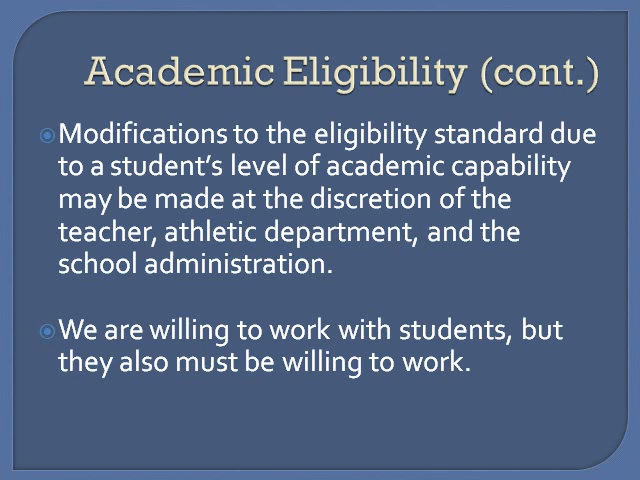 Academic Eligibility (cont.)
Modifications to the eligibility standard due
to a student's level of academic capability
may be made at the discretion of the
teacher, athletic department, and the
school administration.
We are willing to work with students, but
they also must be willing to work.